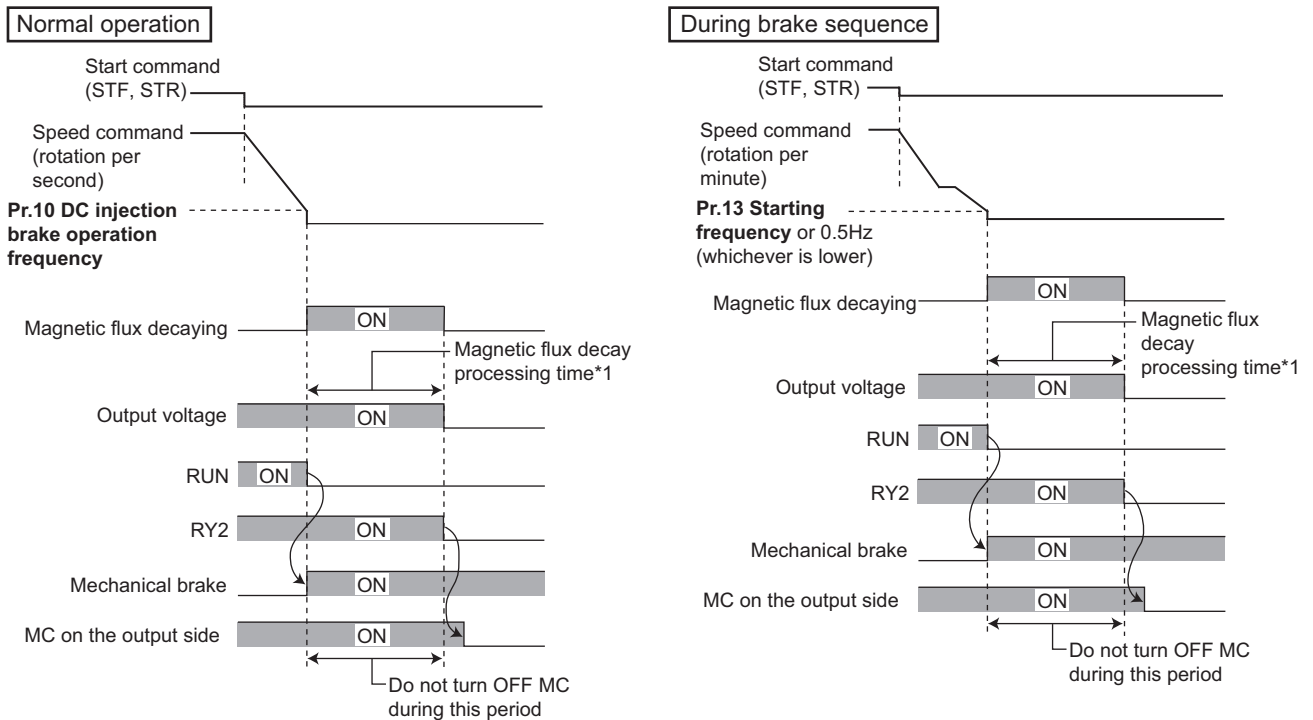 Normal operation
Start command
(STF, STR)
Speed command
(rotation per
second)
Pr.10 DC injection
brake operation
frequency
Magnetic flux decaying
ON
Magnetic flux decay
processing time*1
Output voltage
ON
RUN
ON
RY2
ON
Mechanical brake
ON
MC on the output side
ON
Do not turn OFF MC
during this period
During brake sequence
Start command
(STF, STR)
Speed command
(rotation per
minute)
Pr.13 Starting
frequency or 0.5Hz
(whichever is lower)
Magnetic flux decaying
ON
Magnetic flux
decay
processing time*1
Output voltage
ON
RUN
ON
RY2
ON
Mechanical brake
ON
MC on the output side
ON
Do not turn OFF MC
during this period